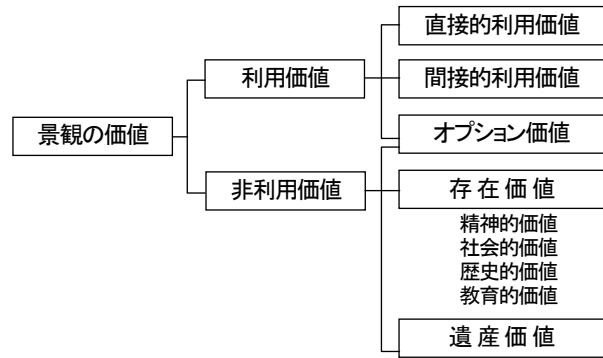 景観の価値
利用価値
非利用価値
直接的利用価値
間接的利用価値
オプション価値
存在価値
精神的価値
社会的価値
歴史的価値
教育的価値
遺産価値